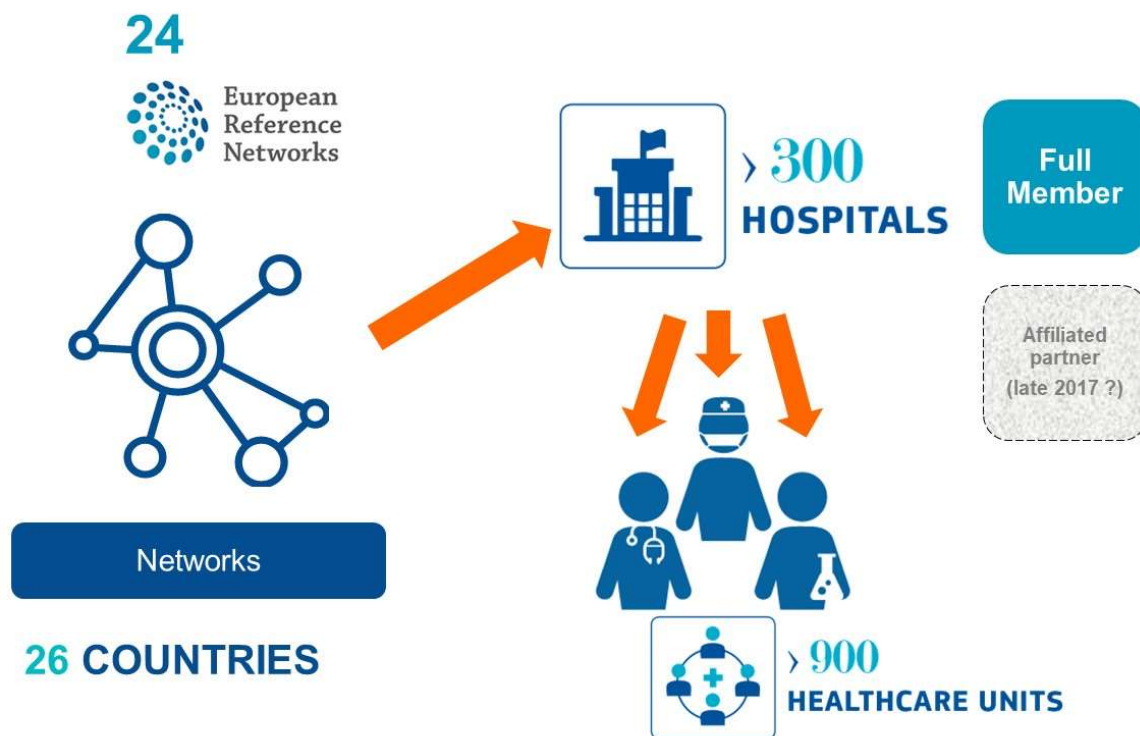 24
European
Reference
Networks
› 300
HOSPITALS
Full
Member
Affiliated
partner
(late 2017 ?)
Networks
26 COUNTRIES
› 900
HEALTHCARE UNITS